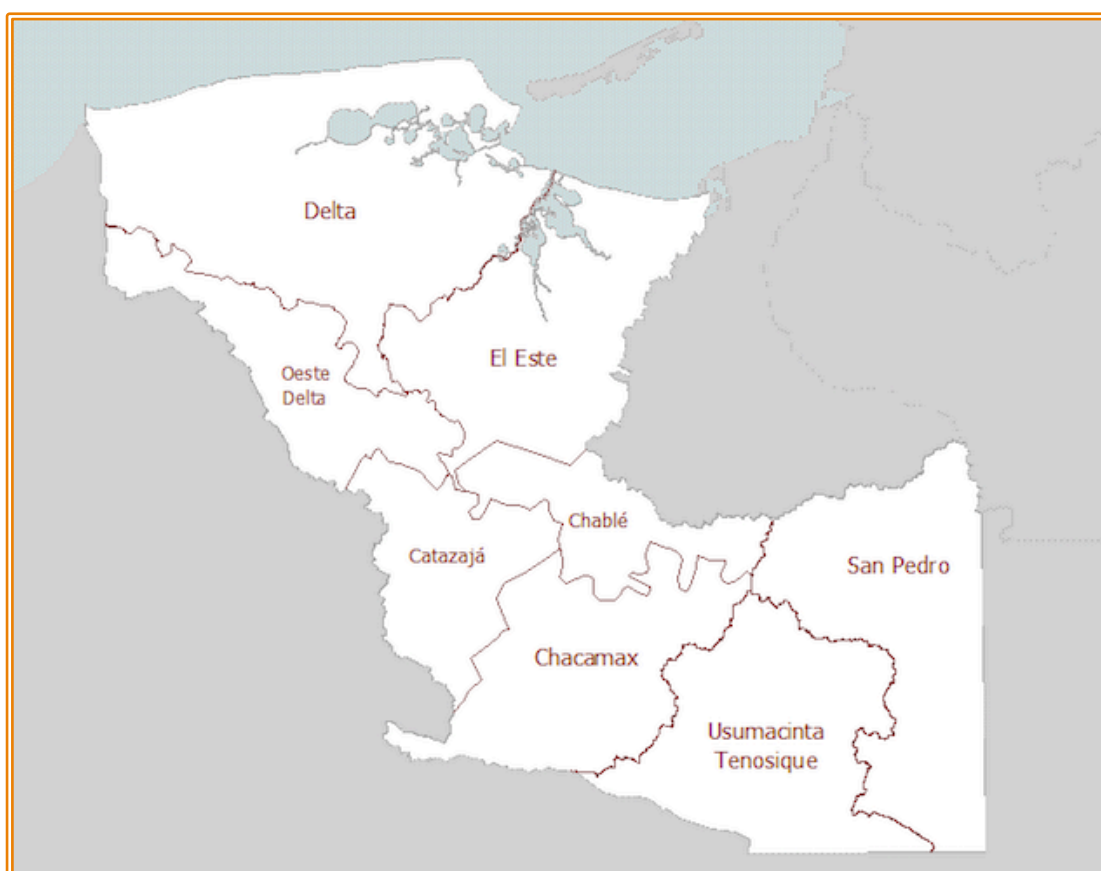 Delta
El Este
Oeste
Delta
Chablé
Catazajá
San Pedro
Chacamax
Usumacinta
Tenosique